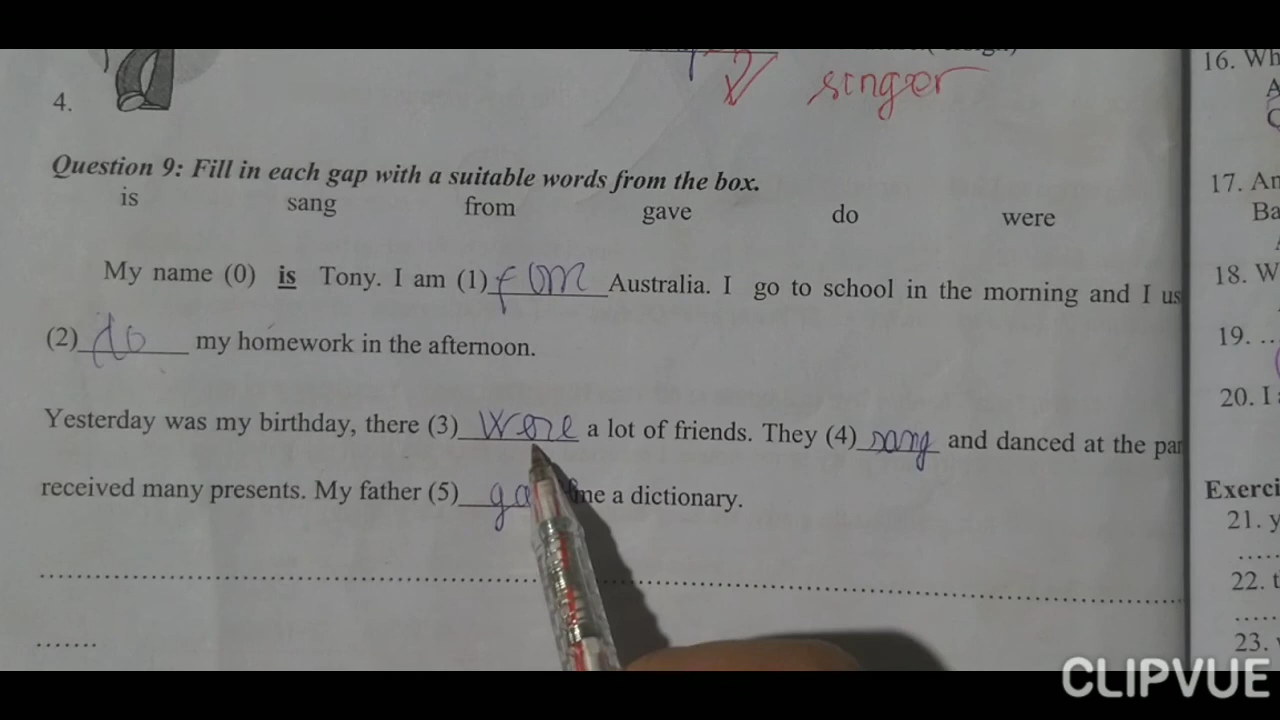 singer
16. Wh
4.
Question 9: Fill in each gap with a suitable words from the box.
is sang from gave do were
17. An
Ba
My name (0) is Tony. I am (1) fom Australia. I go to school in the morning and I us
18. W
(2) do my homework in the afternoon.
19. ..
20. I
Yesterday was my birthday, there (3) were a lot of friends. They (4) sang and danced at the par
received many presents. My father (5) ga me a dictionary.
Exerci
21. y
22. t
23.
CLIPVUE